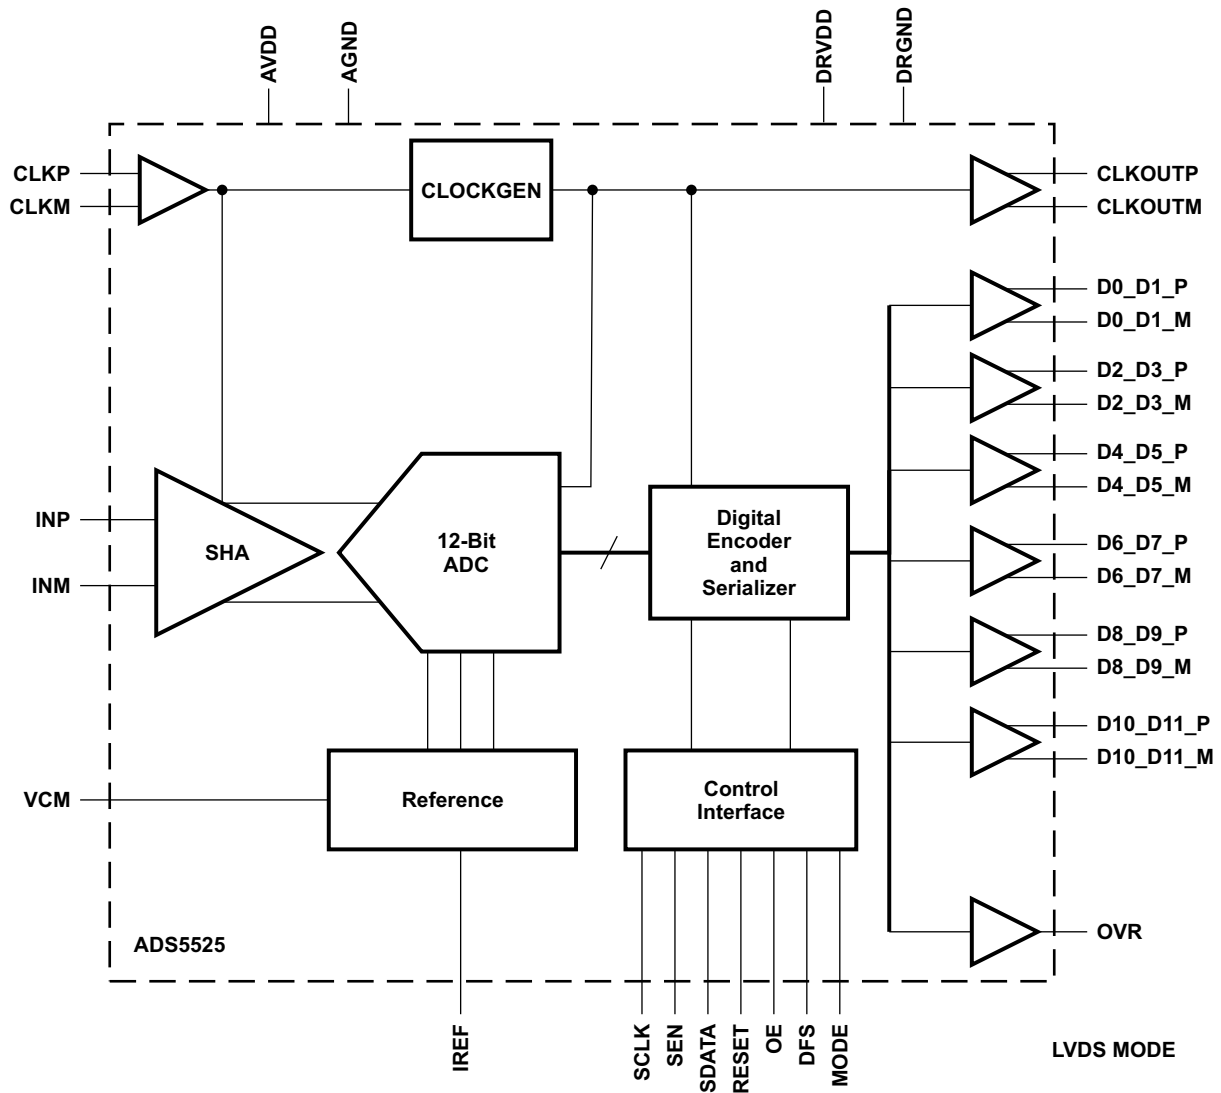 AVDD
AGND
DRVDD
DRGND
CLKP
CLKM
CLOCKGEN
CLKOUTP
CLKOUTM
D0_D1_P
D0_D1_M
D2_D3_P
D2_D3_M
D4_D5_P
D4_D5_M
INP
INM
SHA
12-Bit
ADC
Digital
Encoder
and
Serializer
D6_D7_P
D6_D7_M
D8_D9_P
D8_D9_M
D10_D11_P
D10_D11_M
VCM
Reference
Control
Interface
OVR
ADS5525
IREF
SCLK
SEN
SDATA
RESET
OE
DFS
MODE
LVDS MODE